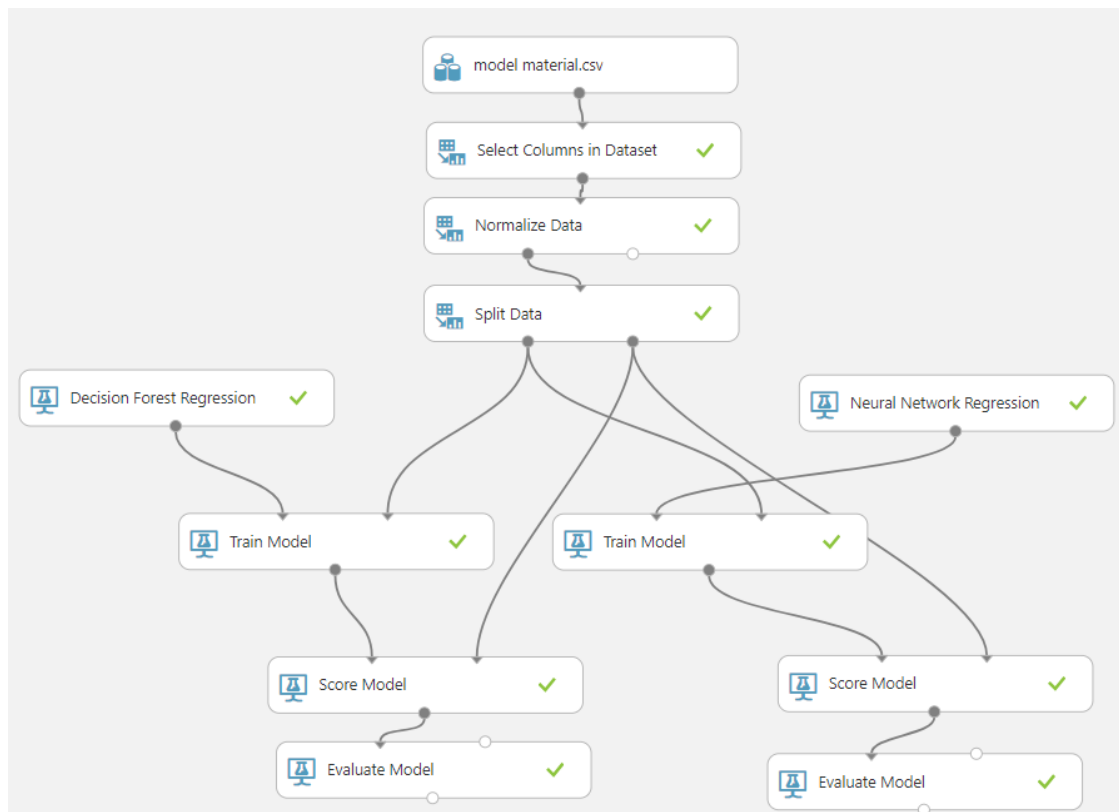 model material.csv
Select Columns in Dataset
Normalize Data
Split Data
Decision Forest Regression
Neural Network Regression
Train Model
Train Model
Score Model
Score Model
Evaluate Model
Evaluate Model